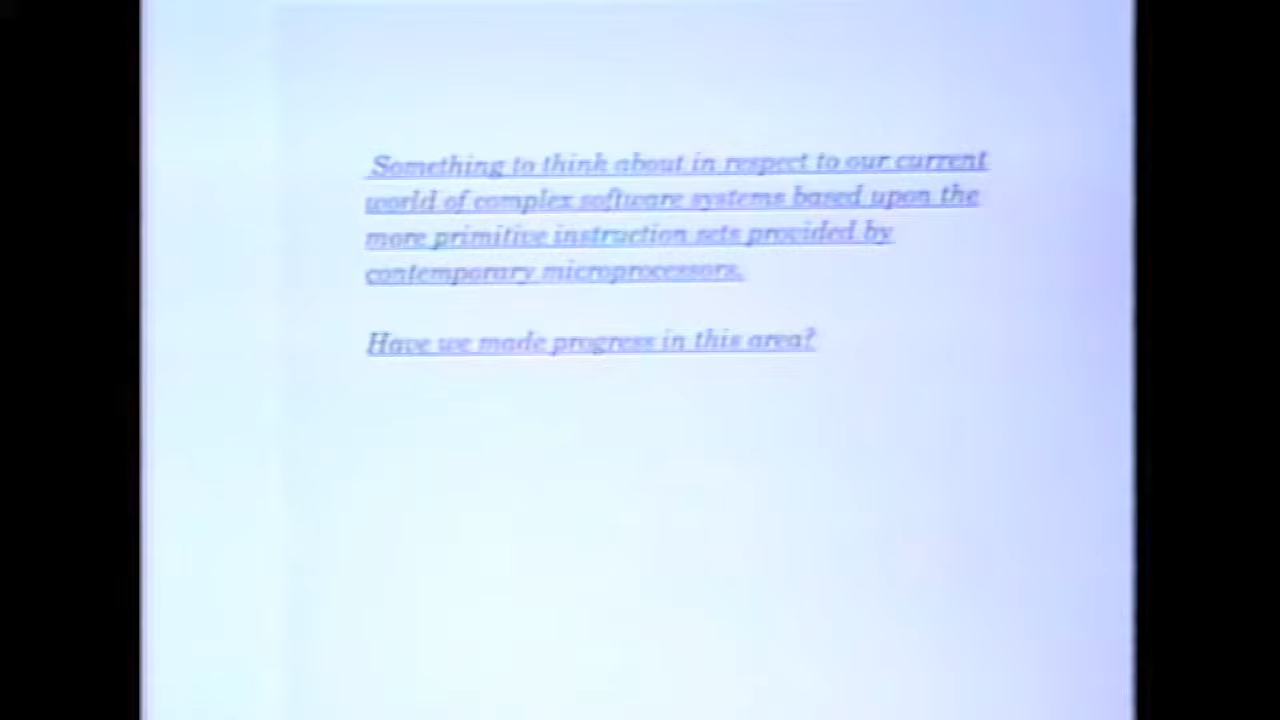 Something to think about in respect to our current
world of complex software systems based upon the
more primitive instruction sets provided by
contemporary microprocessors.
Have we made progress in this area?